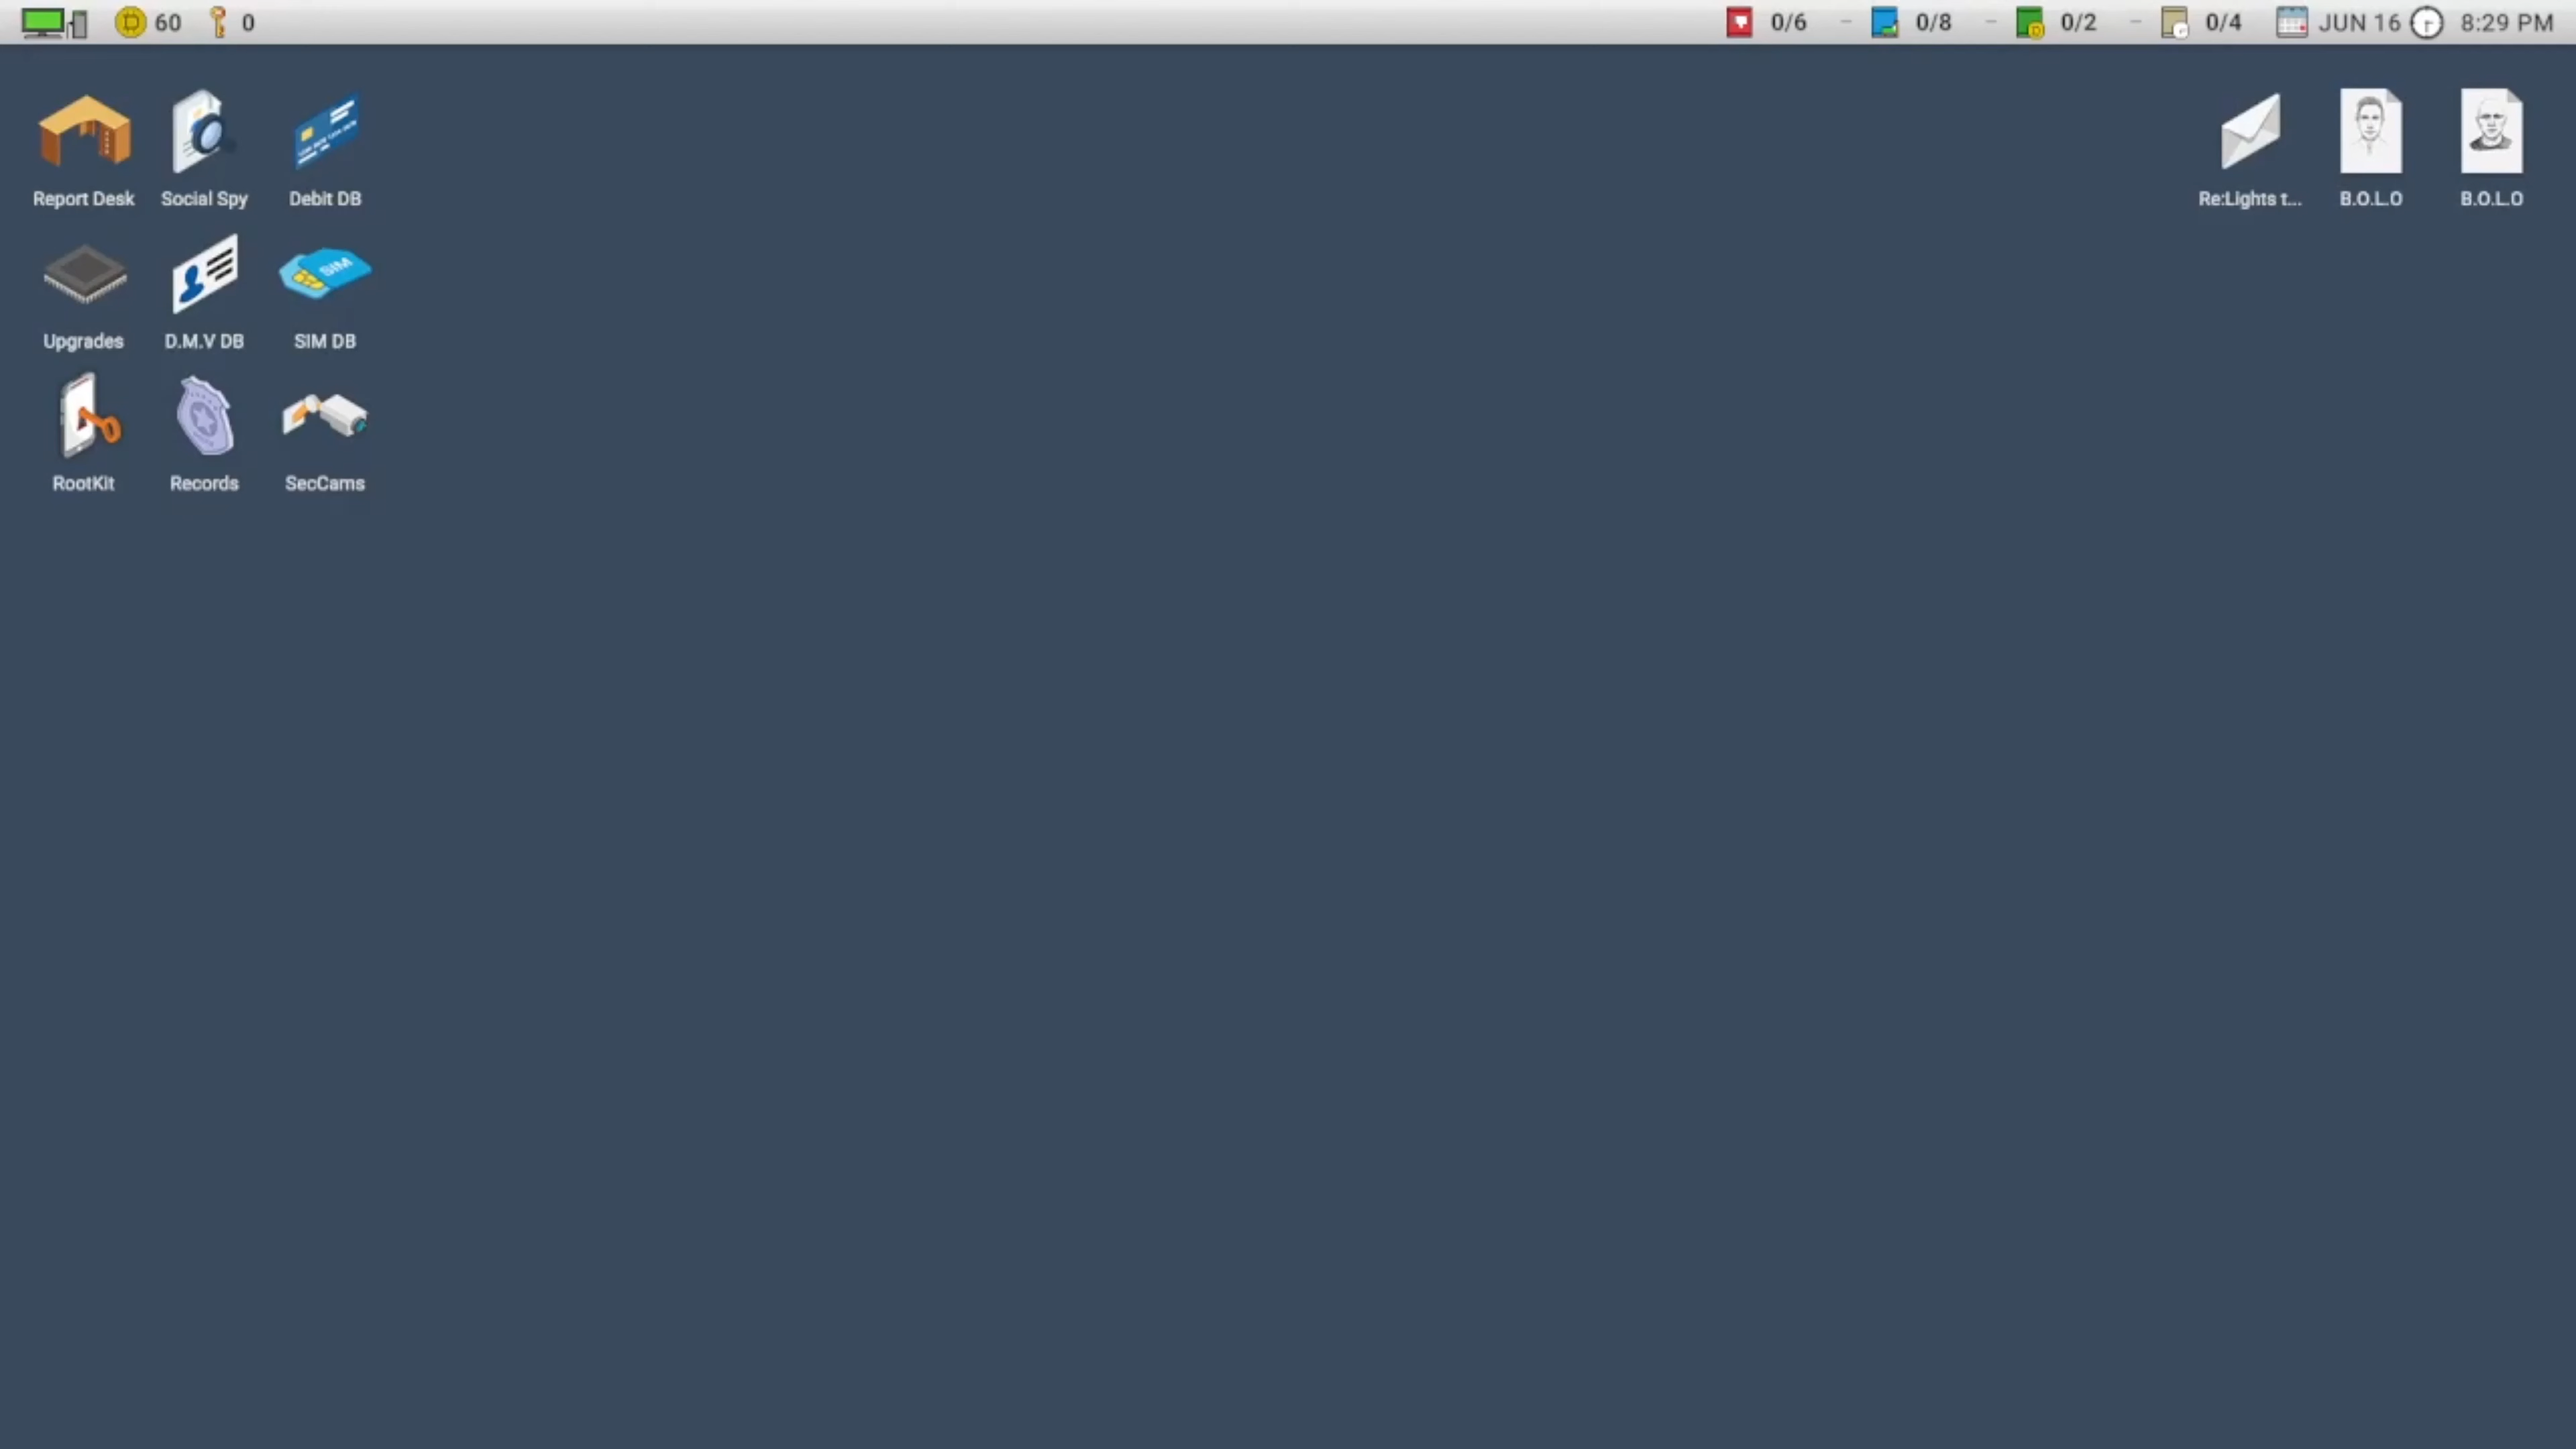 60 0 0/6 - 0/8 - 0/2 - 0/4 JUN 16 8:29 PM
Report Desk Social Spy Debit DB Re:Lights t... B.O.L.O B.O.L.O
Upgrades D.M.V DB SIM DB
SIM
RootKit Records SecCams